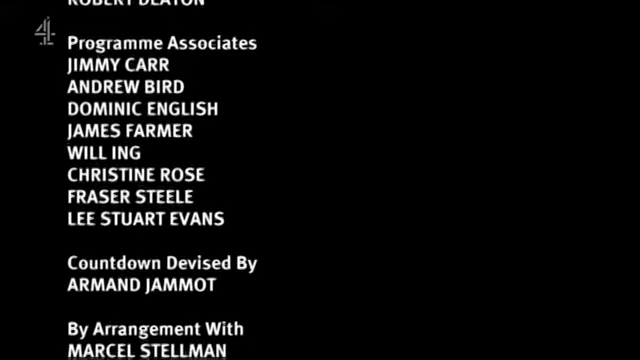 ROBERT DEATON
4
Programme Associates
JIMMY CARR
ANDREW BIRD
DOMINIC ENGLISH
JAMES FARMER
WILL ING
CHRISTINE ROSE
FRASER STEELE
LEE STUART EVANS
Countdown Devised By
ARMAND JAMMOT
By Arrangement With
MARCEL STELLMAN